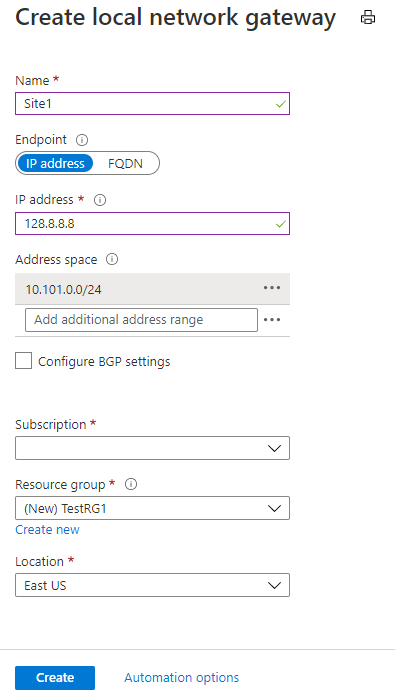 Create local network gateway
Name *
Site1
Endpoint
IP address FQDN
IP address *
128.8.8.8
Address space
10.101.0.0/24
Add additional address range
Configure BGP settings
Subscription *
Resource group *
(New) TestRG1
Create new
Location *
East US
Create Automation options